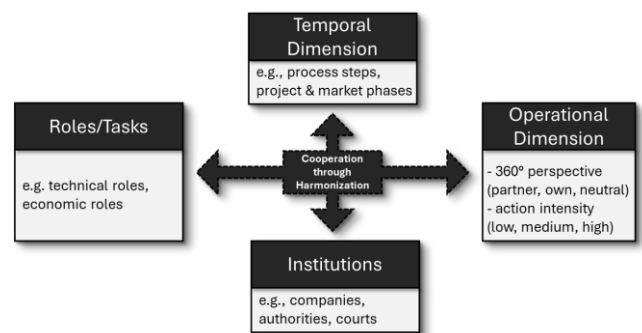 Temporal
Dimension
e.g., process steps,
project & market phases
Roles/Tasks
e.g. technical roles,
economic roles
Cooperation
through
Harmonization
Operational
Dimension
- 360° perspective
(partner, own, neutral)
- action intensity
(low, medium, high)
Institutions
e.g., companies,
authorities, courts